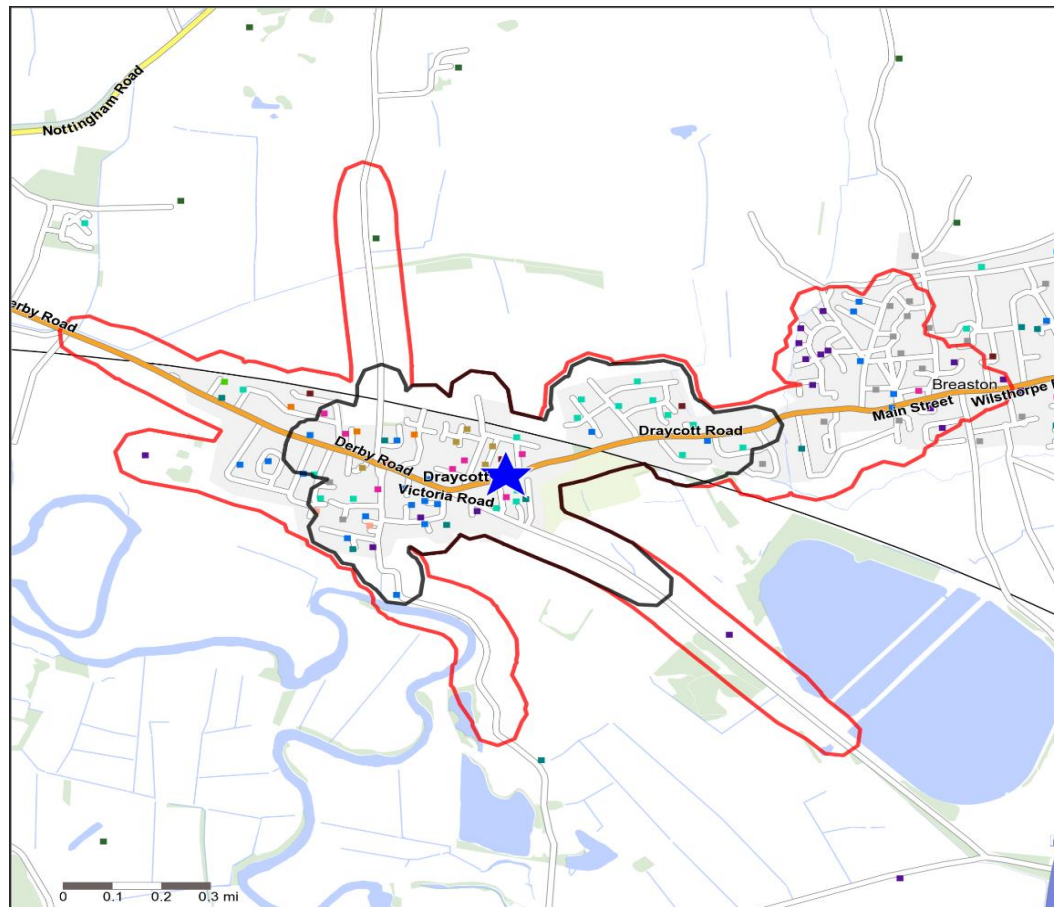 Nottingham Road
erby Road
Breaston
Main Street
Wilsthorpe
Draycott Road
Derby Road
Draycott
Victoria Road
0 0.1 0.2 0.3 mi